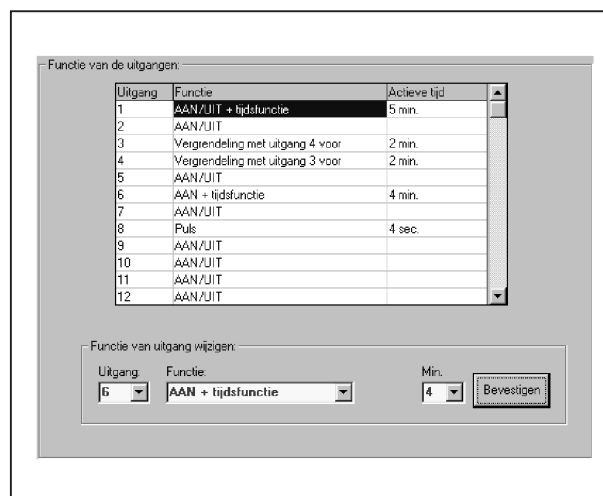 Functie van de uitgangen:
Uitgang Functie Actieve tijd
1 AAN/UIT + tijdsfunctie 5 min.
2 AAN/UIT
3 Vergrendeling met uitgang 4 voor 2 min.
4 Vergrendeling met uitgang 3 voor 2 min.
5 AAN/UIT
6 AAN + tijdsfunctie 4 min.
7 AAN/UIT
8 Puls 4 sec.
9 AAN/UIT
10 AAN/UIT
11 AAN/UIT
12 AAN/UIT
Functie van uitgang wijzigen:
Uitgang: Functie: Min.
6 AAN + tijdsfunctie 4 Bevestigen